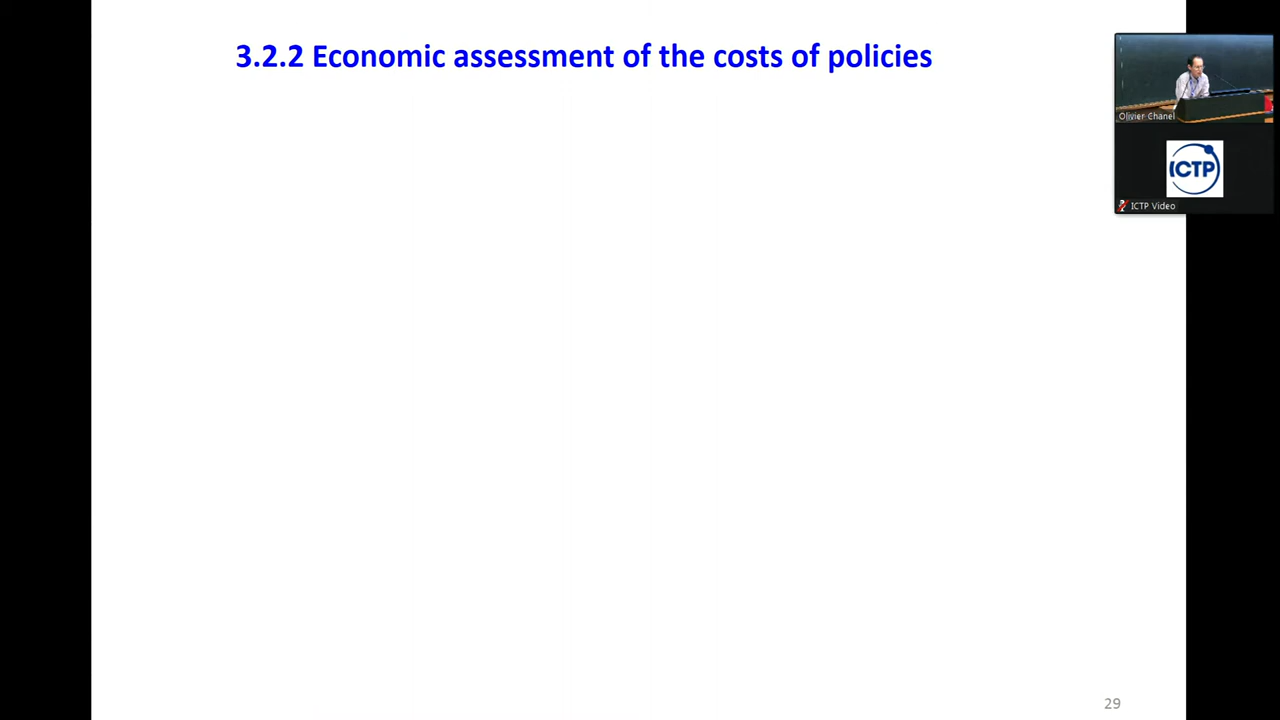 3.2.2 Economic assessment of the costs of policies
Olivier Chanel
ICTP
ICTP Video
29